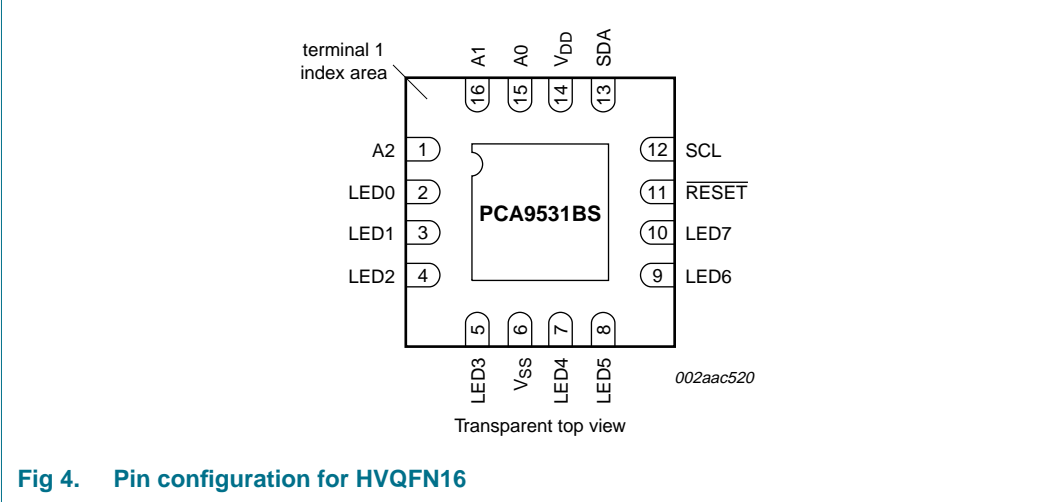 terminal 1
index area
A1
A0
VDD
SDA
16
15
14
13
A2 1
12 SCL
LED0 2
11 RESET
PCA9531BS
LED1 3
10 LED7
LED2 4
9 LED6
5
6
7
8
LED3
VSS
LED4
LED5
002aac520
Transparent top view
Fig 4. Pin configuration for HVQFN16